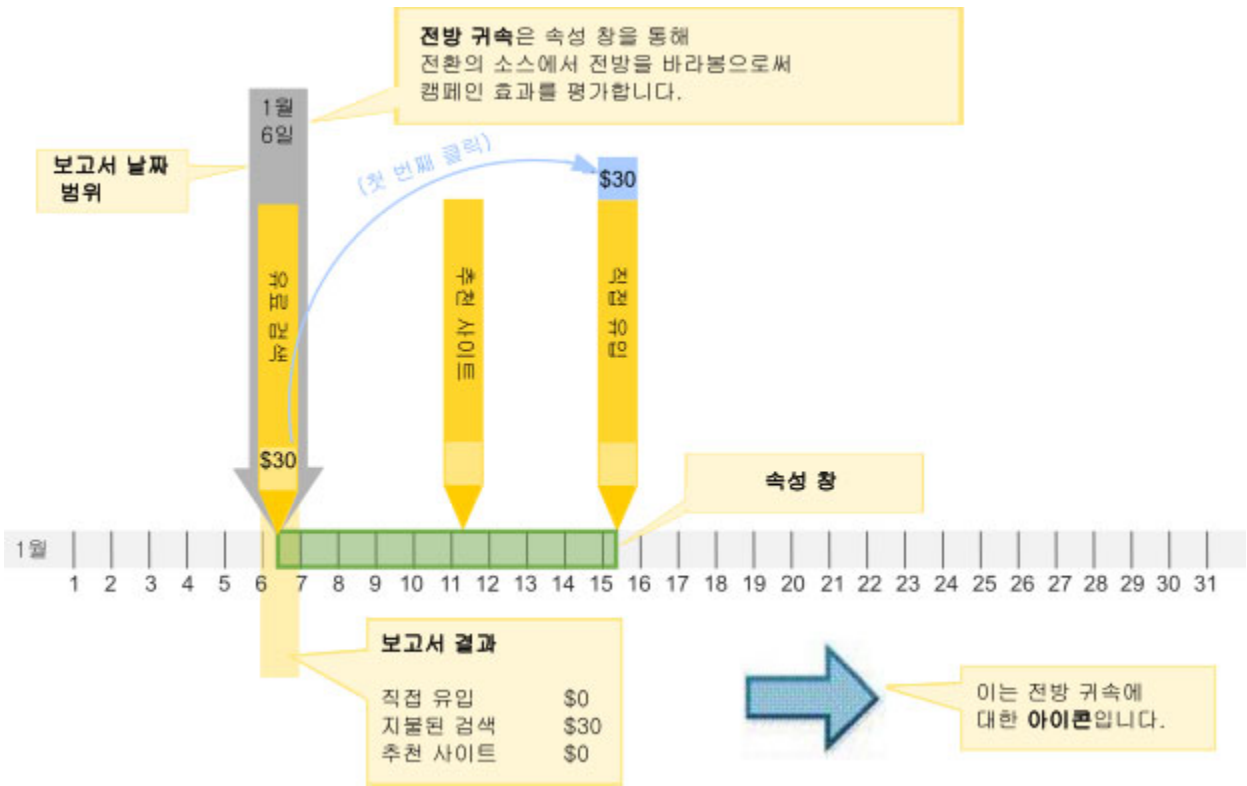 전방 귀속은 속성 창을 통해
전환의 소스에서 전방을 바라봄으로써
캠페인 효과를 평가합니다.
1월
6일
보고서 날짜
범위
(첫 번째 클릭)
$30
유료 검색
추천 사이트
직접 유입
$30
속성 창
1월
1 2 3 4 5 6 7 8 9 10 11 12 13 14 15 16 17 18 19 20 21 22 23 24 25 26 27 28 29 30 31
보고서 결과
직접 유입 $0
지불된 검색 $30
추천 사이트 $0
이는 전방 귀속에
대한 아이콘입니다.